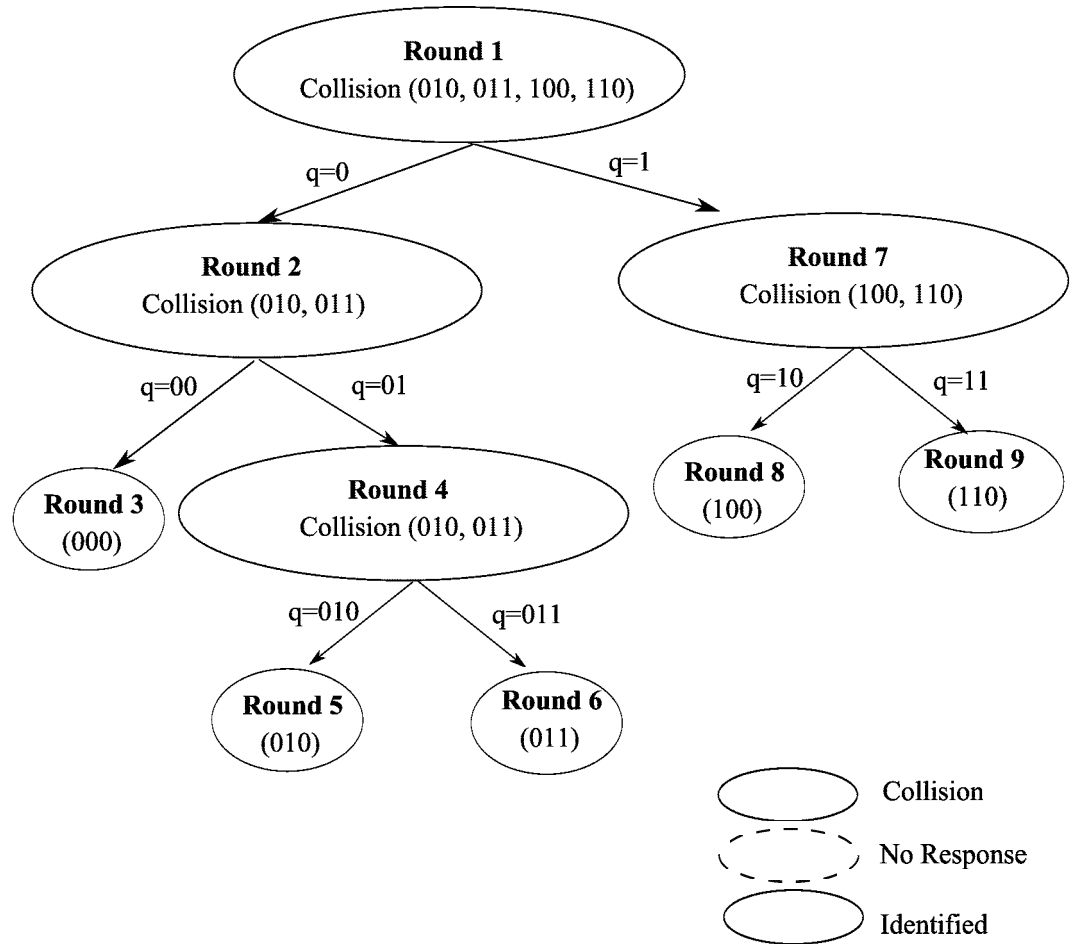 Round 1
Collision (010, 011, 100, 110)
q=0
q=1
Round 2
Collision (010, 011)
Round 7
Collision (100, 110)
q=00
q=01
q=10
q=11
Round 3
(000)
Round 4
Collision (010, 011)
Round 8
(100)
Round 9
(110)
q=010
q=011
Round 5
(010)
Round 6
(011)
Collision
No Response
Identified